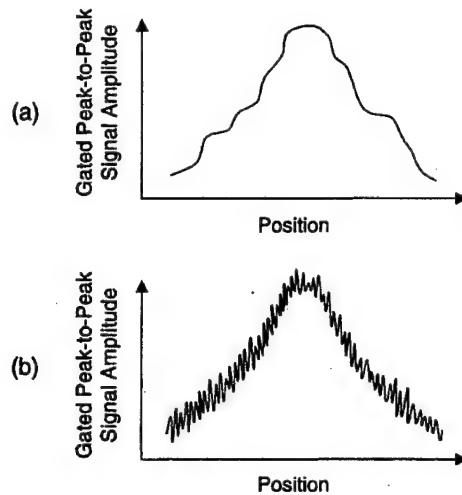 (a)
Gated Peak-to-Peak
Signal Amplitude
Position
(b)
Gated Peak-to-Peak
Signal Amplitude
Position